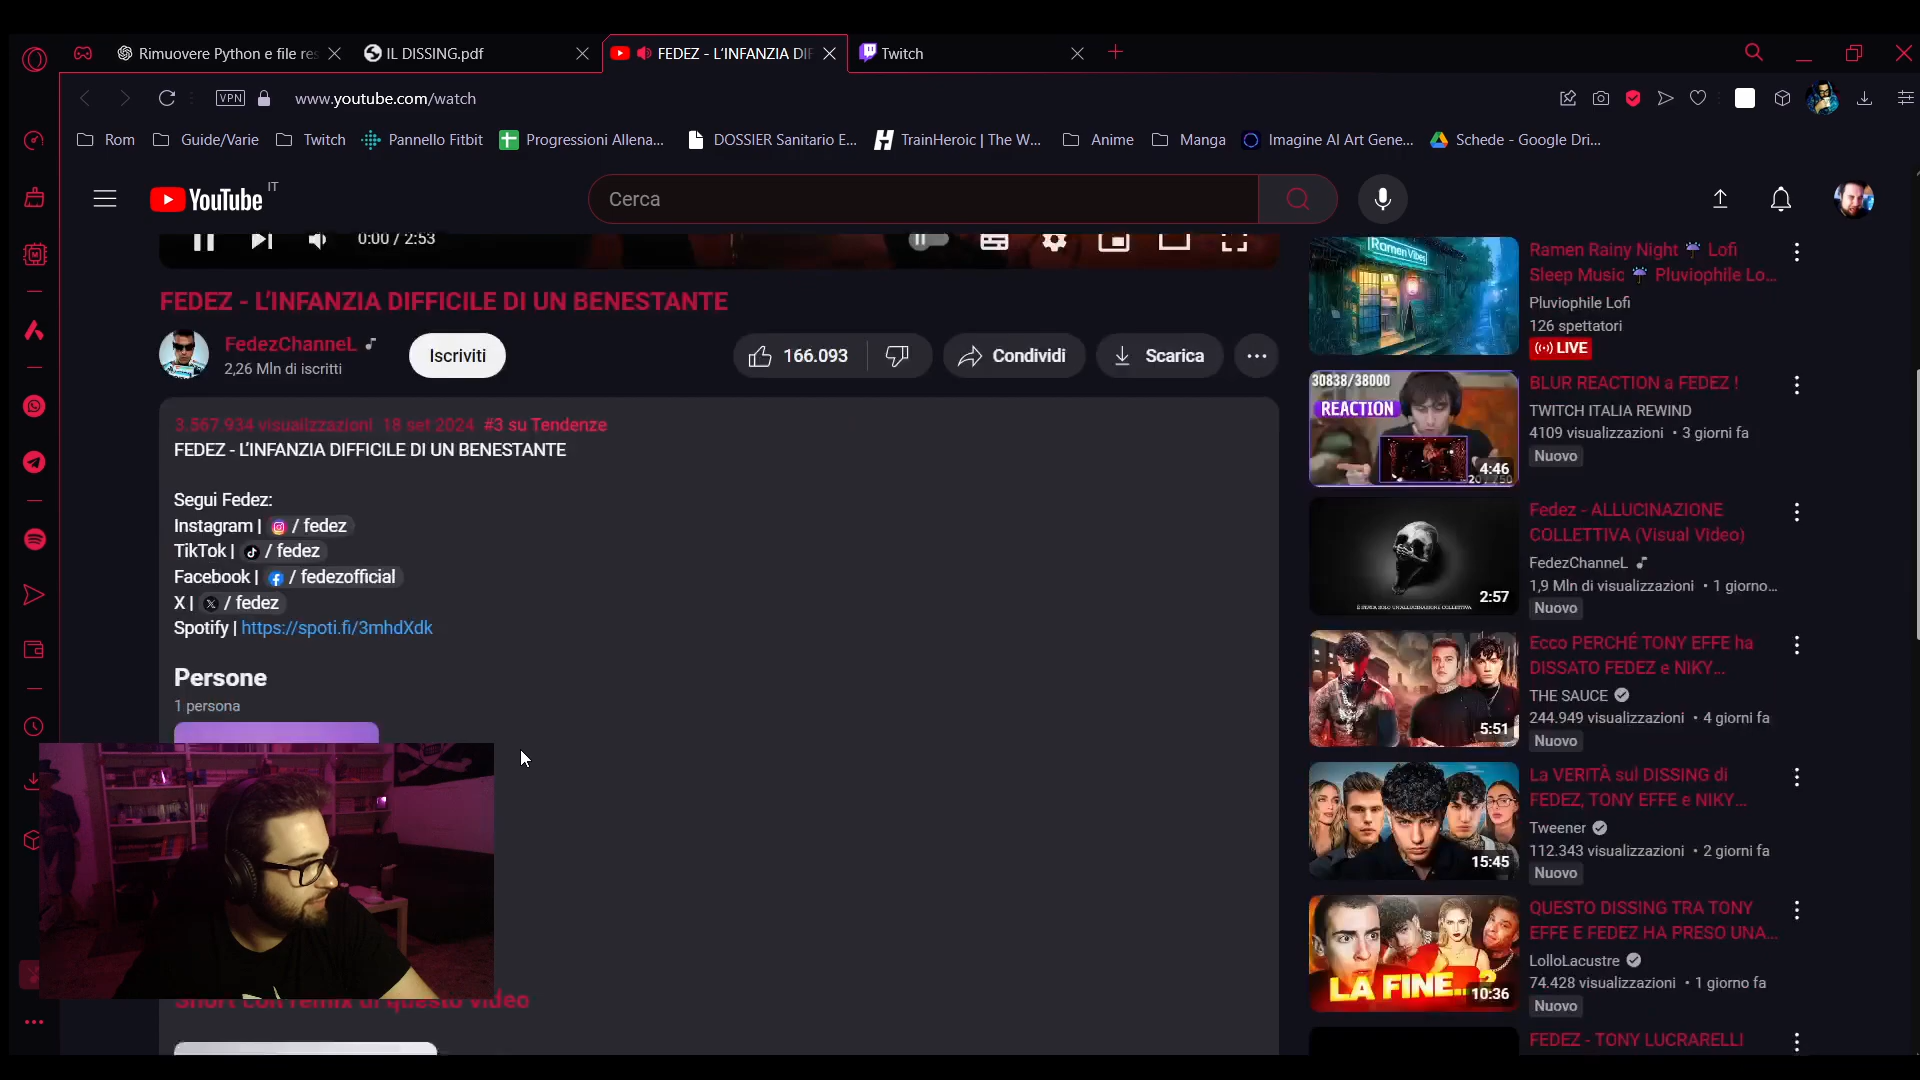 Rimuovere Python e file res
IL DISSING.pdf
FEDEZ - L'INFANZIA DIF
Twitch
VPN
www.youtube.com/watch
Rom
Guide/Varie
Twitch
Pannello Fitbit
Progressioni Allena...
DOSSIER Sanitario E...
TrainHeroic | The W...
Anime
Manga
Imagine AI Art Gene...
Schede - Google Dri...
YouTube
IT
Cerca
0:00 / 2:53
FEDEZ - L'INFANZIA DIFFICILE DI UN BENESTANTE
FedezChanneL
2,26 Mln di iscritti
Iscriviti
166.093
Condividi
Scarica
3.567.934 visualizzazioni 18 set 2024 #3 su Tendenze
FEDEZ - L'INFANZIA DIFFICILE DI UN BENESTANTE
Segui Fedez:
Instagram | / fedez
TikTok | / fedez
Facebook | / fedezofficial
X | / fedez
Spotify | https://spoti.fi/3mhdXdk
Persone
1 persona
Short con remix di questo video
Ramen Vibes
Ramen Rainy Night ☔ Lofi
Sleep Music ☔ Pluviophile Lo...
Pluviophile Lofi
126 spettatori
LIVE
30838/38000
REACTION
4:46
BLUR REACTION a FEDEZ !
TWITCH ITALIA REWIND
4109 visualizzazioni • 3 giorni fa
Nuovo
2:57
Fedez - ALLUCINAZIONE
COLLETTIVA (Visual Video)
FedezChanneL
1,9 Mln di visualizzazioni • 1 giorno...
Nuovo
5:51
Ecco PERCHÉ TONY EFFE ha
DISSATO FEDEZ e NIKY...
THE SAUCE
244.949 visualizzazioni • 4 giorni fa
Nuovo
15:45
La VERITÀ sul DISSING di
FEDEZ, TONY EFFE e NIKY...
Tweener
112.343 visualizzazioni • 2 giorni fa
Nuovo
LA FINE..?
10:36
QUESTO DISSING TRA TONY
EFFE E FEDEZ HA PRESO UNA...
LolloLacustre
74.428 visualizzazioni • 1 giorno fa
Nuovo
FEDEZ - TONY LUCRARELLI